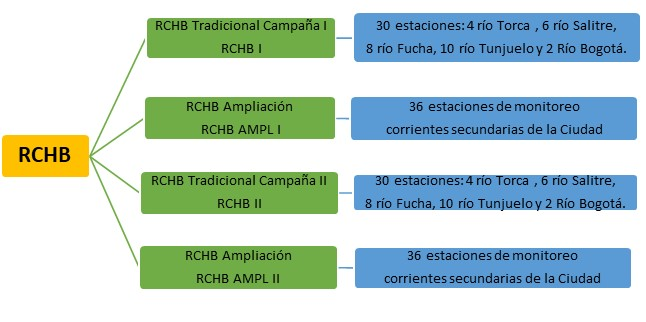 RCHB
RCHB Tradicional Campaña I
RCHB I
30 estaciones: 4 río Torca , 6 río Salitre,
8 río Fucha, 10 río Tunjuelo y 2 Río Bogotá.
RCHB Ampliación
RCHB AMPL I
36 estaciones de monitoreo
corrientes secundarias de la Ciudad
RCHB Tradicional Campaña II
RCHB II
30 estaciones: 4 río Torca , 6 río Salitre,
8 río Fucha, 10 río Tunjuelo y 2 Río Bogotá.
RCHB Ampliación
RCHB AMPL II
36 estaciones de monitoreo
corrientes secundarias de la Ciudad